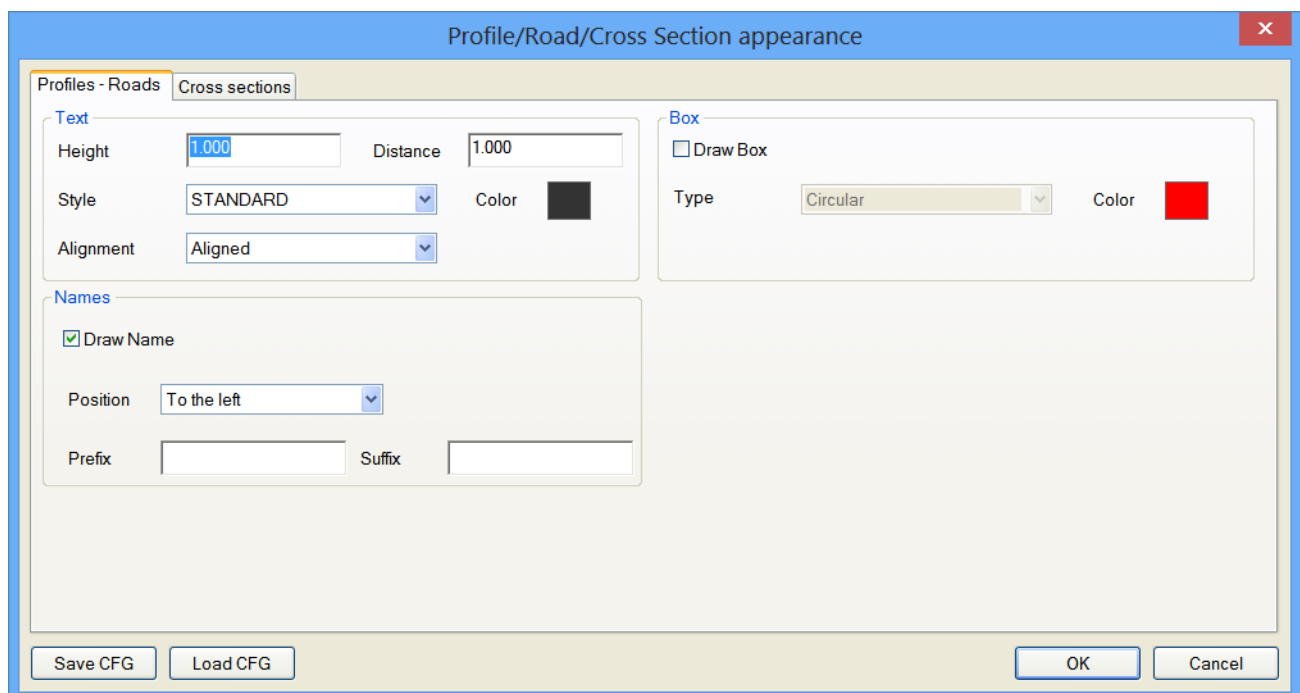 Profile/Road/Cross Section appearance
x
Profiles - Roads Cross sections
Text
Height 1.000 Distance 1.000
Style STANDARD Color
Alignment Aligned
Box
Draw Box
Type Circular Color
Names
Draw Name
Position To the left
Prefix Suffix
Save CFG Load CFG OK Cancel